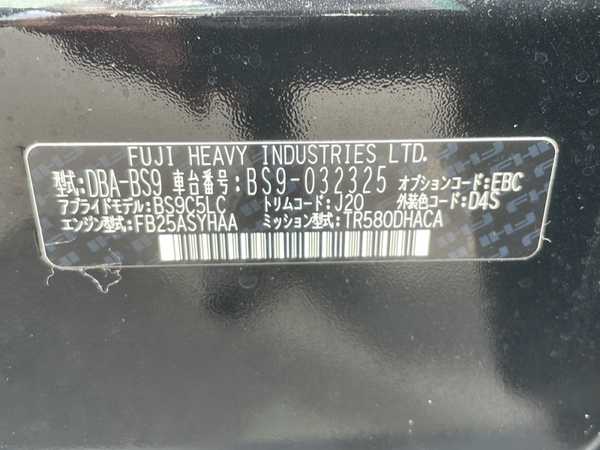 FUJI HEAVY INDUSTRIES LTD.
型式:DBA-BS9 車台番号:BS9-032325 オプションコード:EBC
アプライドモデル:BS9C5LC トリムコード:J20 外装色コード:D4S
エンジン型式:FB25ASYHAA ミッション型式:TR580DHACA